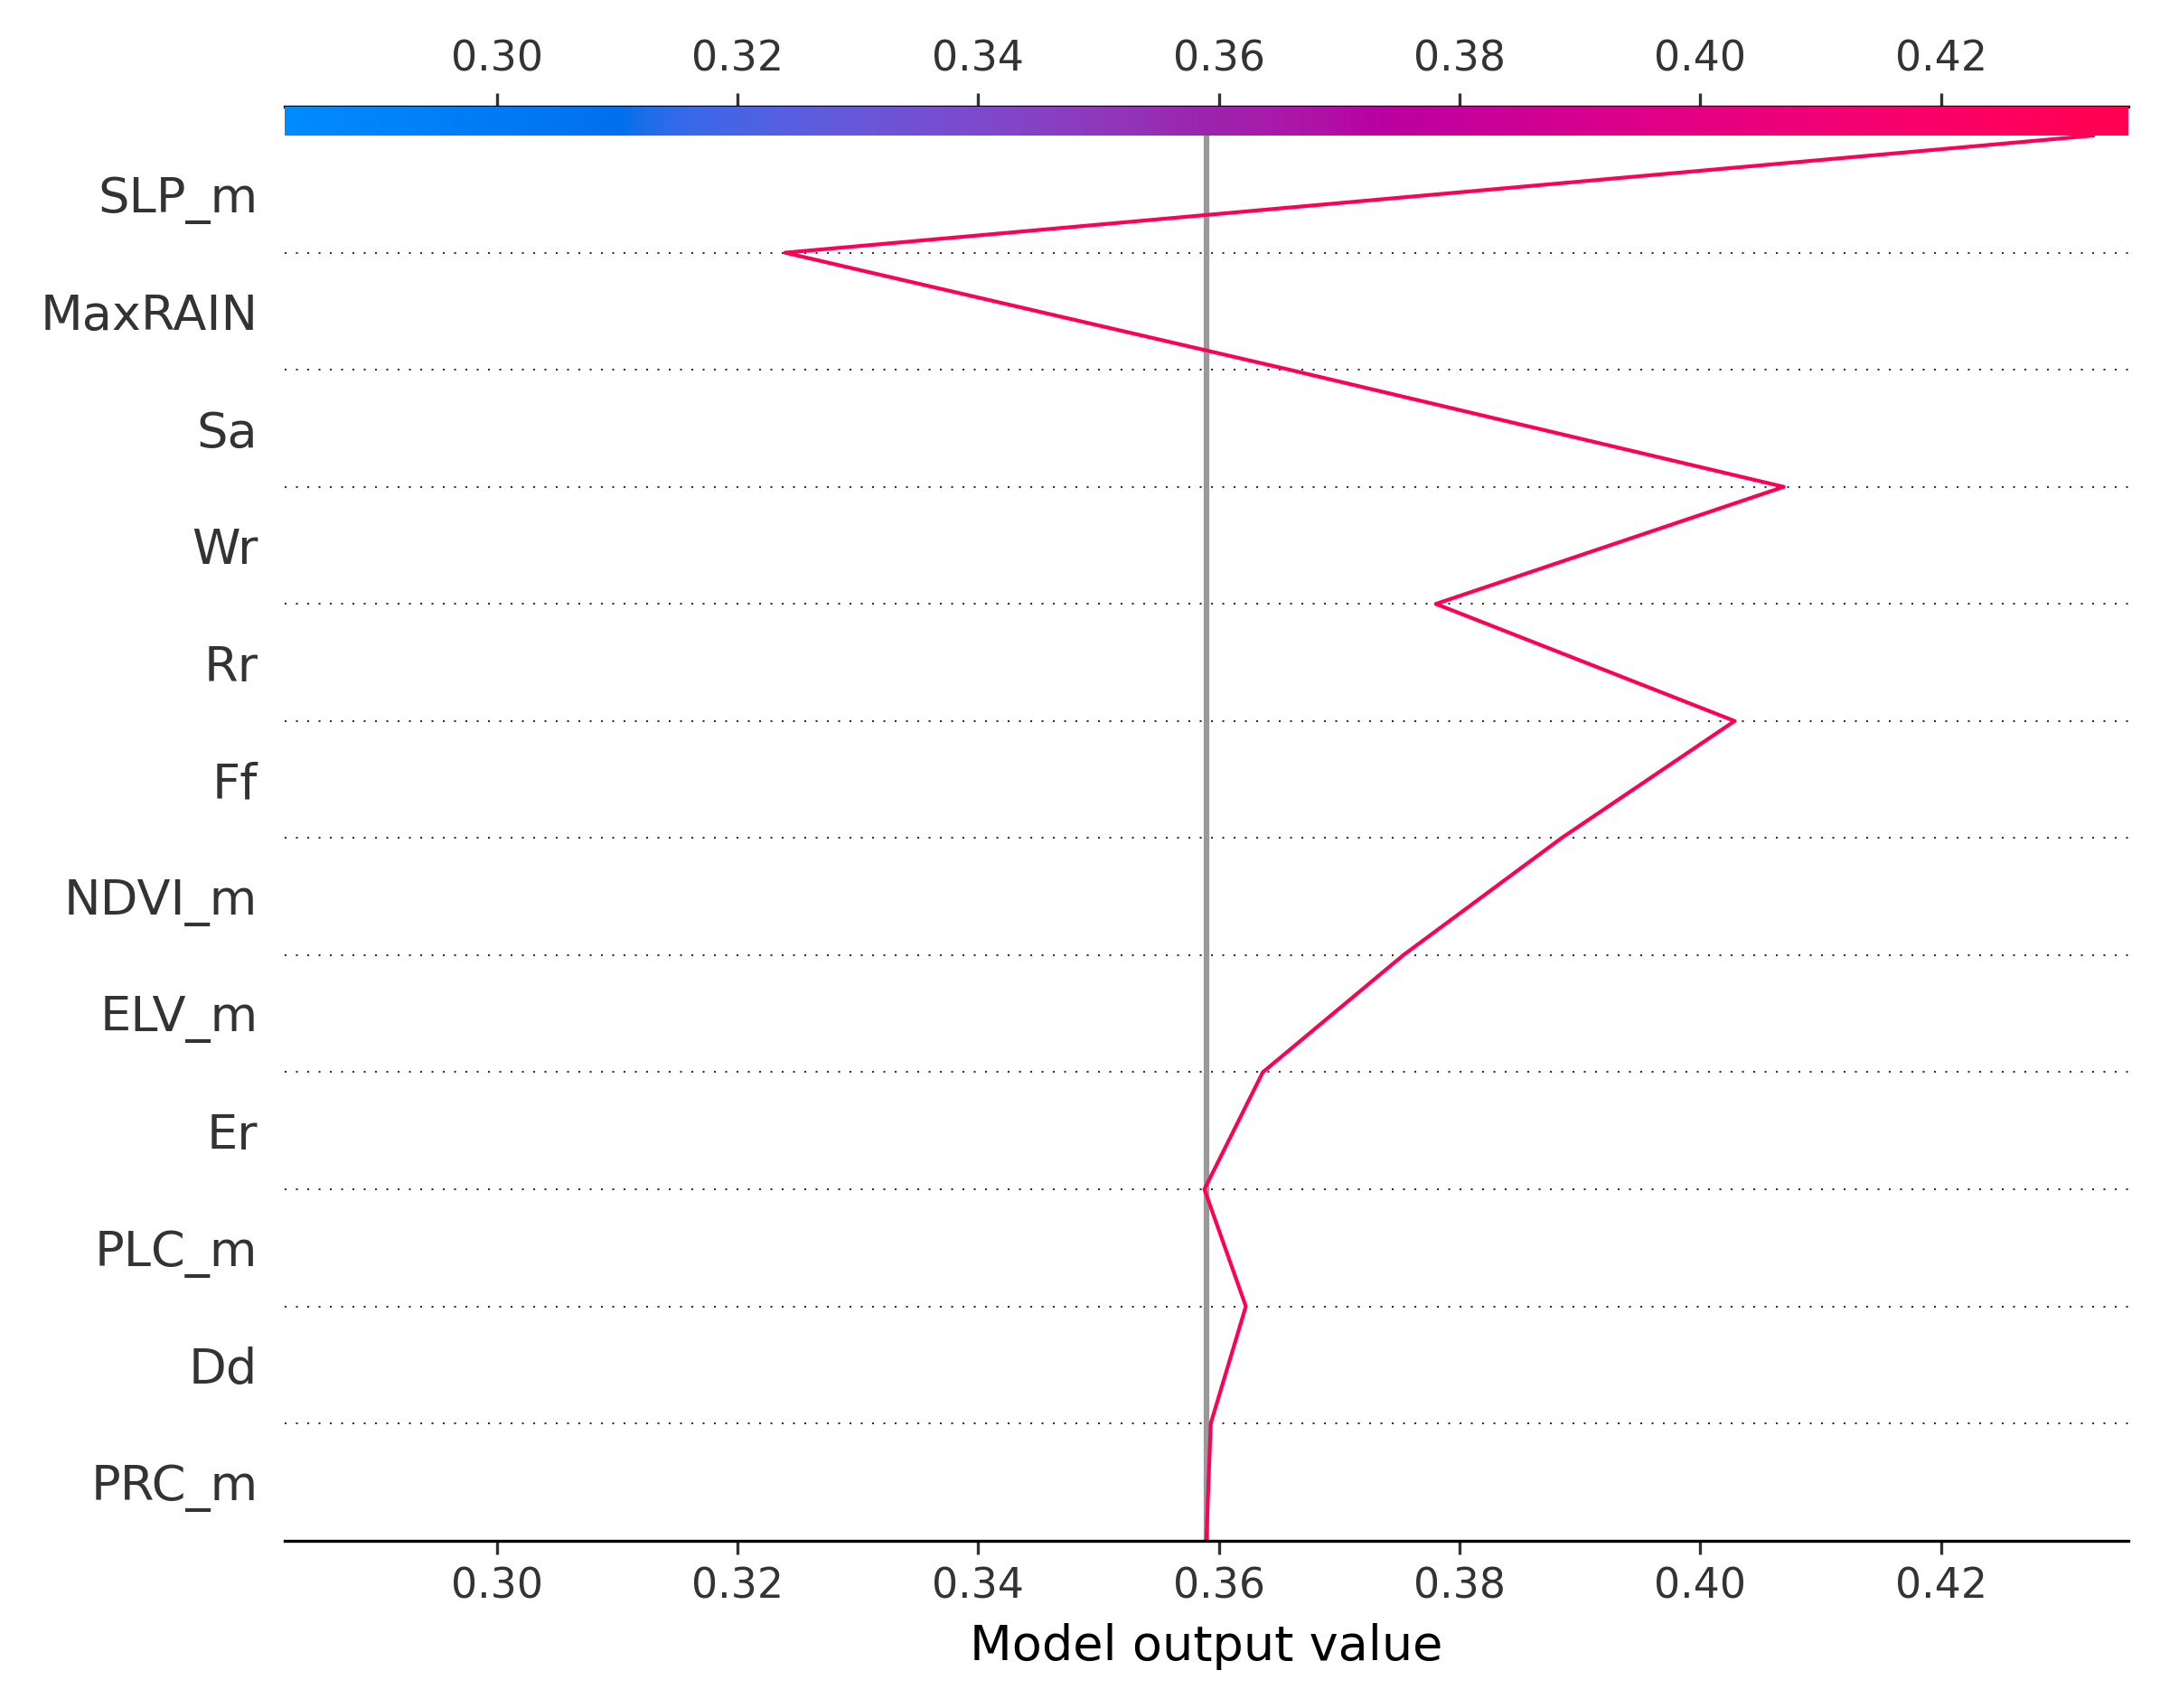 0.30 0.32 0.34 0.36 0.38 0.40 0.42
SLP_m
MaxRAIN
Sa
Wr
Rr
Ff
NDVI_m
ELV_m
Er
PLC_m
Dd
PRC_m
0.30 0.32 0.34 0.36 0.38 0.40 0.42
Model output value